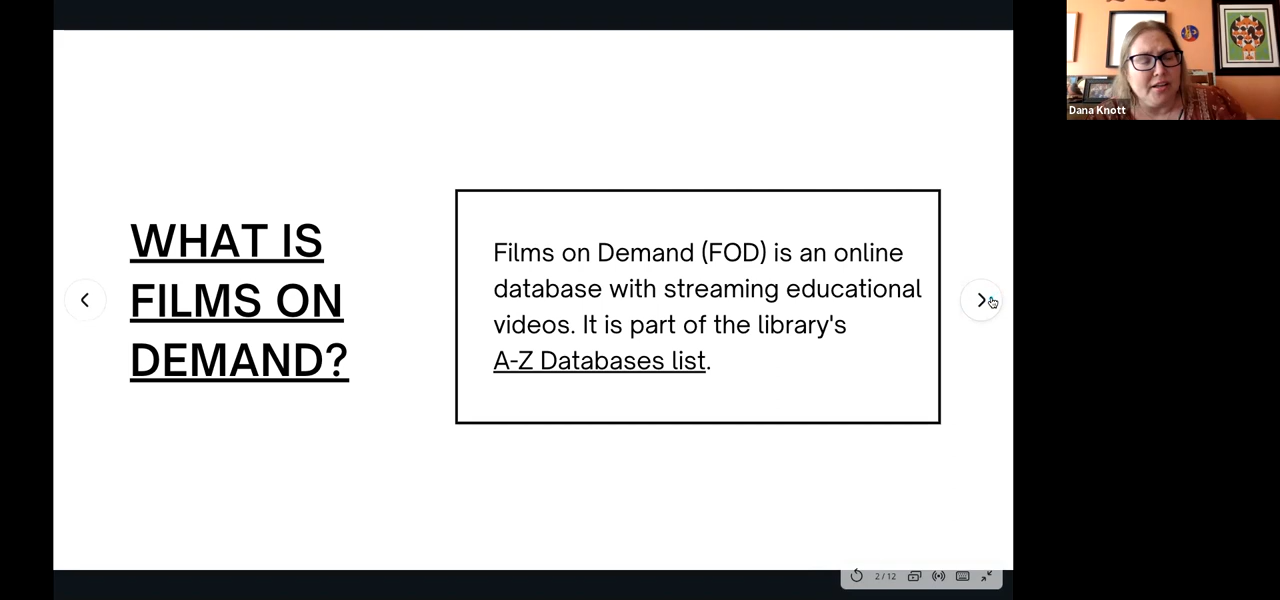 WHAT IS
FILMS ON
DEMAND?
Films on Demand (FOD) is an online
database with streaming educational
videos. It is part of the library's
A-Z Databases list.
Dana Knott
2 / 12